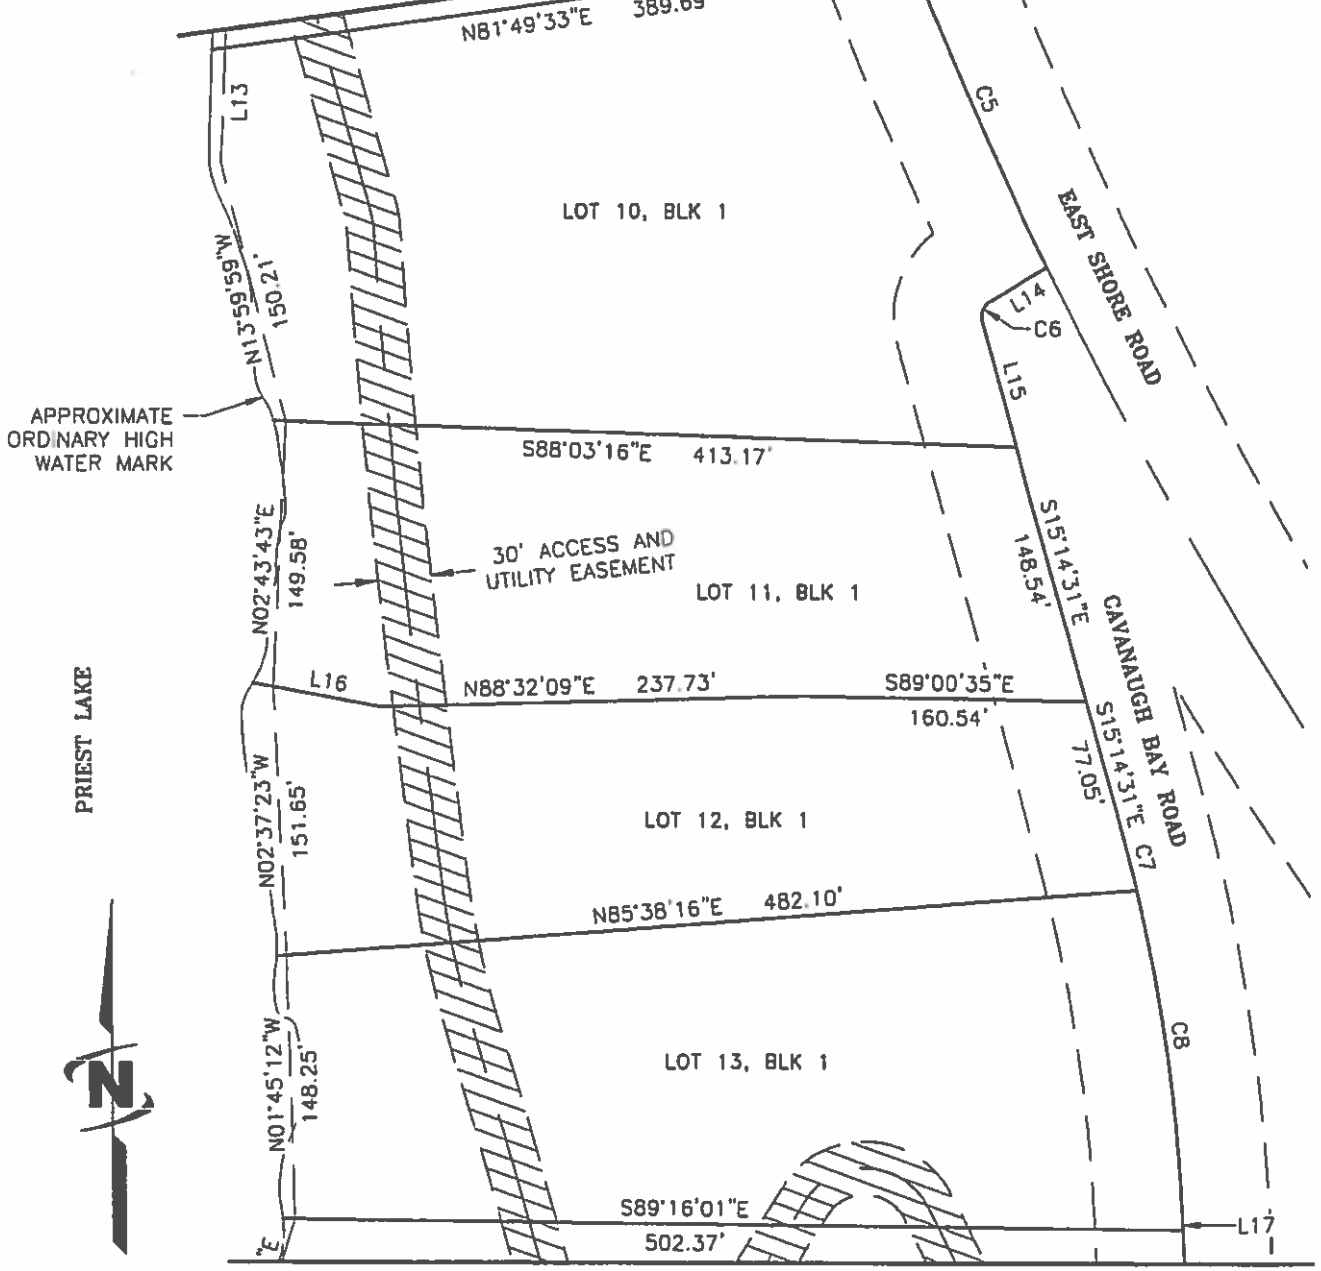 N81°49'33"E 389.69'
L13
C5
LOT 10, BLK 1
EAST SHORE ROAD
N13°59'59"W
150.21'
L14
C6
L15
APPROXIMATE
ORDINARY HIGH
WATER MARK
S88°03'16"E 413.17'
N02°43'43"E
149.58'
30' ACCESS AND
UTILITY EASEMENT
LOT 11, BLK 1
S15°14'31"E
148.54'
CAVANAUGH BAY ROAD
PRIEST LAKE
L16
N88°32'09"E 237.73'
S89°00'35"E
160.54'
S15°14'31"E C7
77.05'
N02°37'23"W
151.65'
LOT 12, BLK 1
N85°38'16"E 482.10'
N
N01°45'12"W
148.25'
LOT 13, BLK 1
C8
S89°16'01"E
502.37'
L17
"E